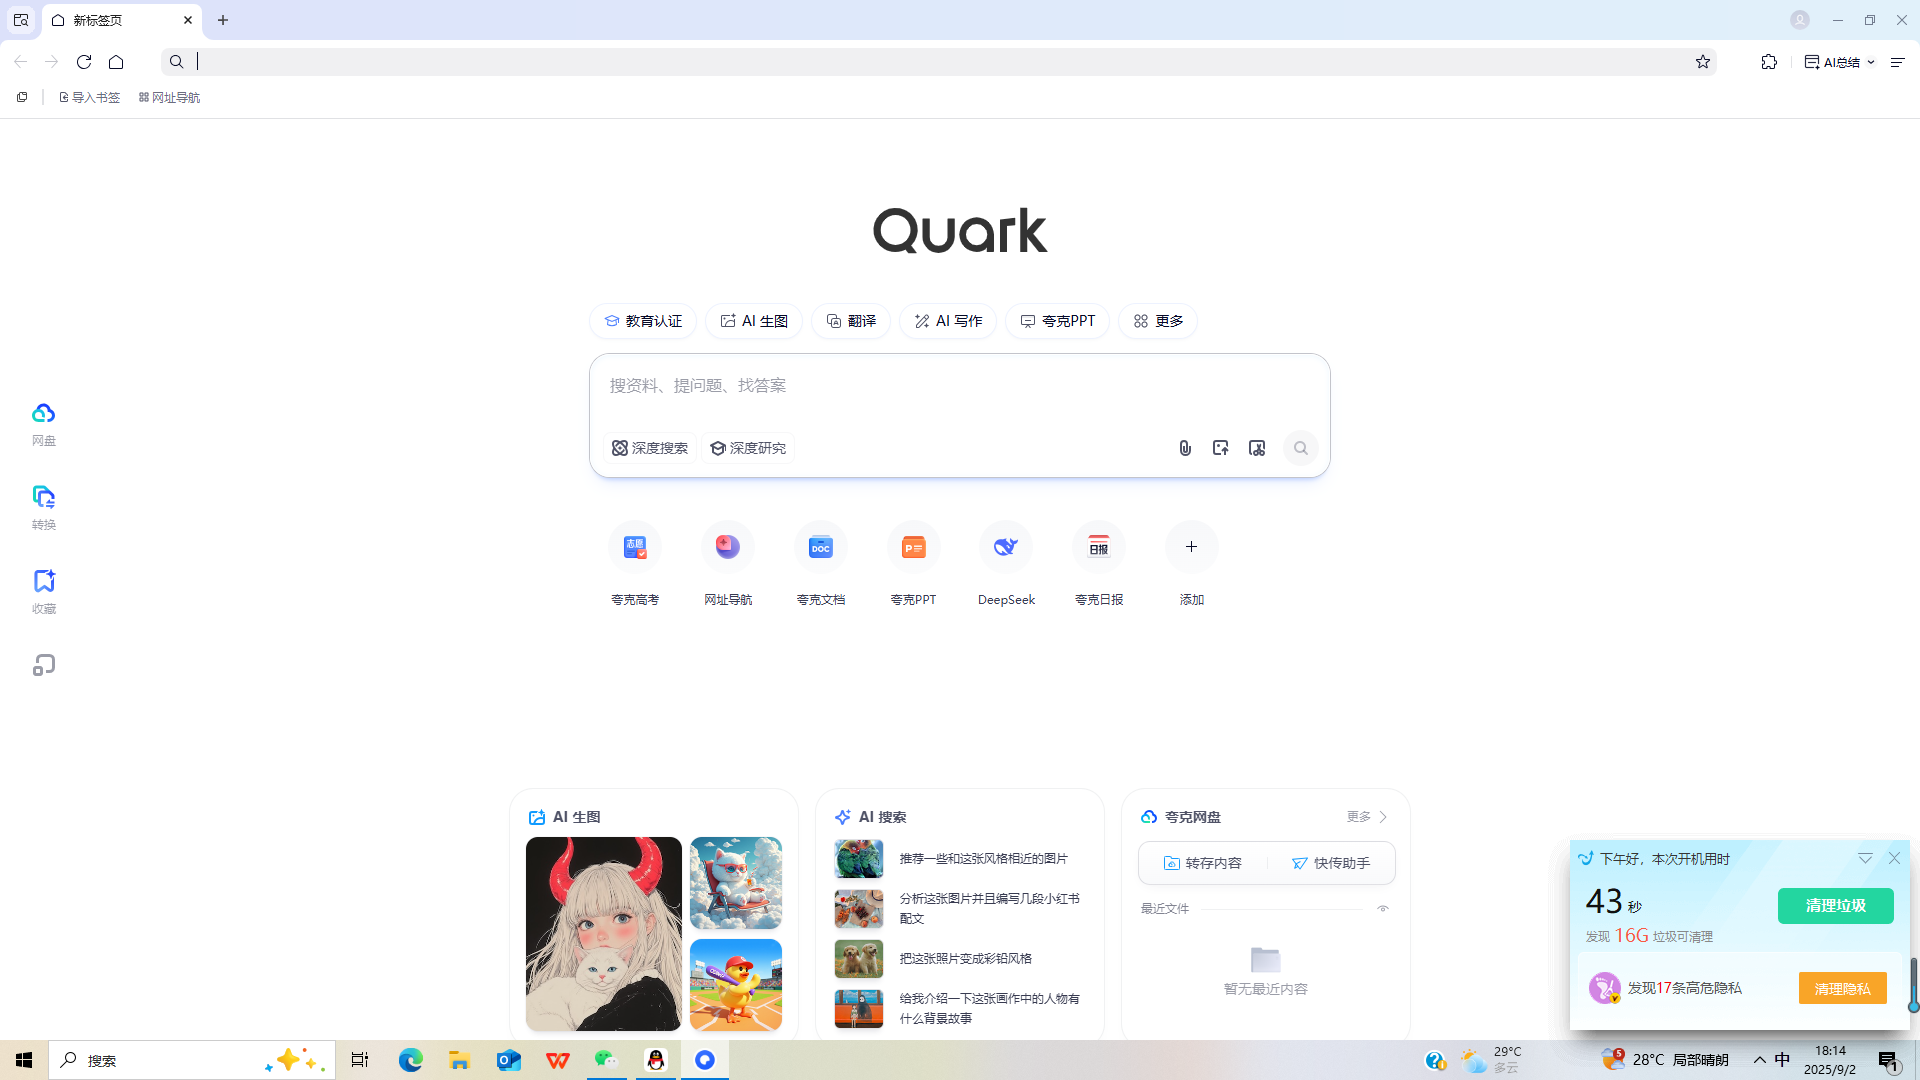 新标签页
AI总结
导入书签
网址导航
Quark
教育认证
AI 生图
翻译
AI 写作
夸克PPT
更多
搜资料、提问题、找答案
深度搜索
深度研究
网盘
转换
收藏
志愿
DOC
P
日报
夸克高考
网址导航
夸克文档
夸克PPT
DeepSeek
夸克日报
添加
AI 生图
AI 搜索
推荐一些和这张风格相近的图片
分析这张图片并且编写几段小红书
配文
把这张照片变成彩铅风格
给我介绍一下这张画作中的人物有
什么背景故事
夸克网盘
更多
转存内容
快传助手
最近文件
暂无最近内容
下午好，本次开机用时
43 秒
清理垃圾
发现 16G 垃圾可清理
发现17条高危隐私
清理隐私
搜索
29°C
多云
5
28°C 局部晴朗
中
18:14
2025/9/2
1